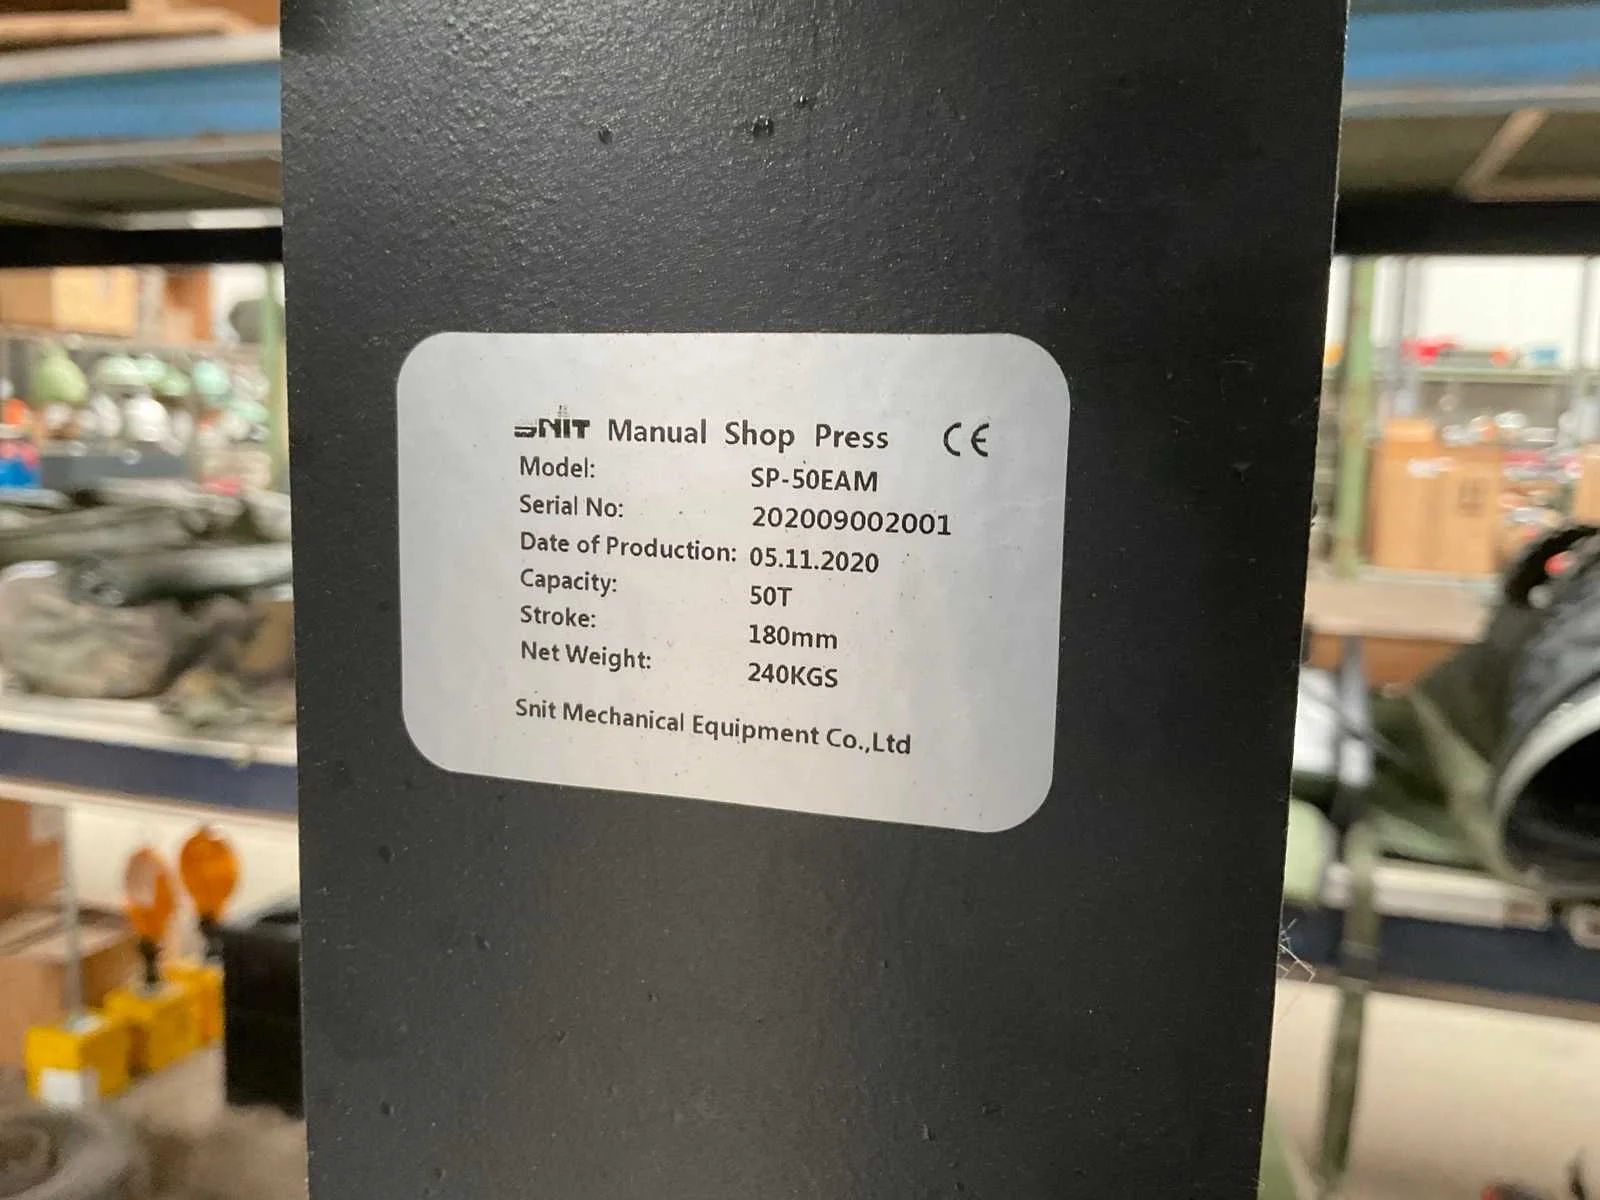 SNIT Manual Shop Press CE
Model: SP-50EAM
Serial No: 202009002001
Date of Production: 05.11.2020
Capacity: 50T
Stroke: 180mm
Net Weight: 240KGS
Snit Mechanical Equipment Co.,Ltd